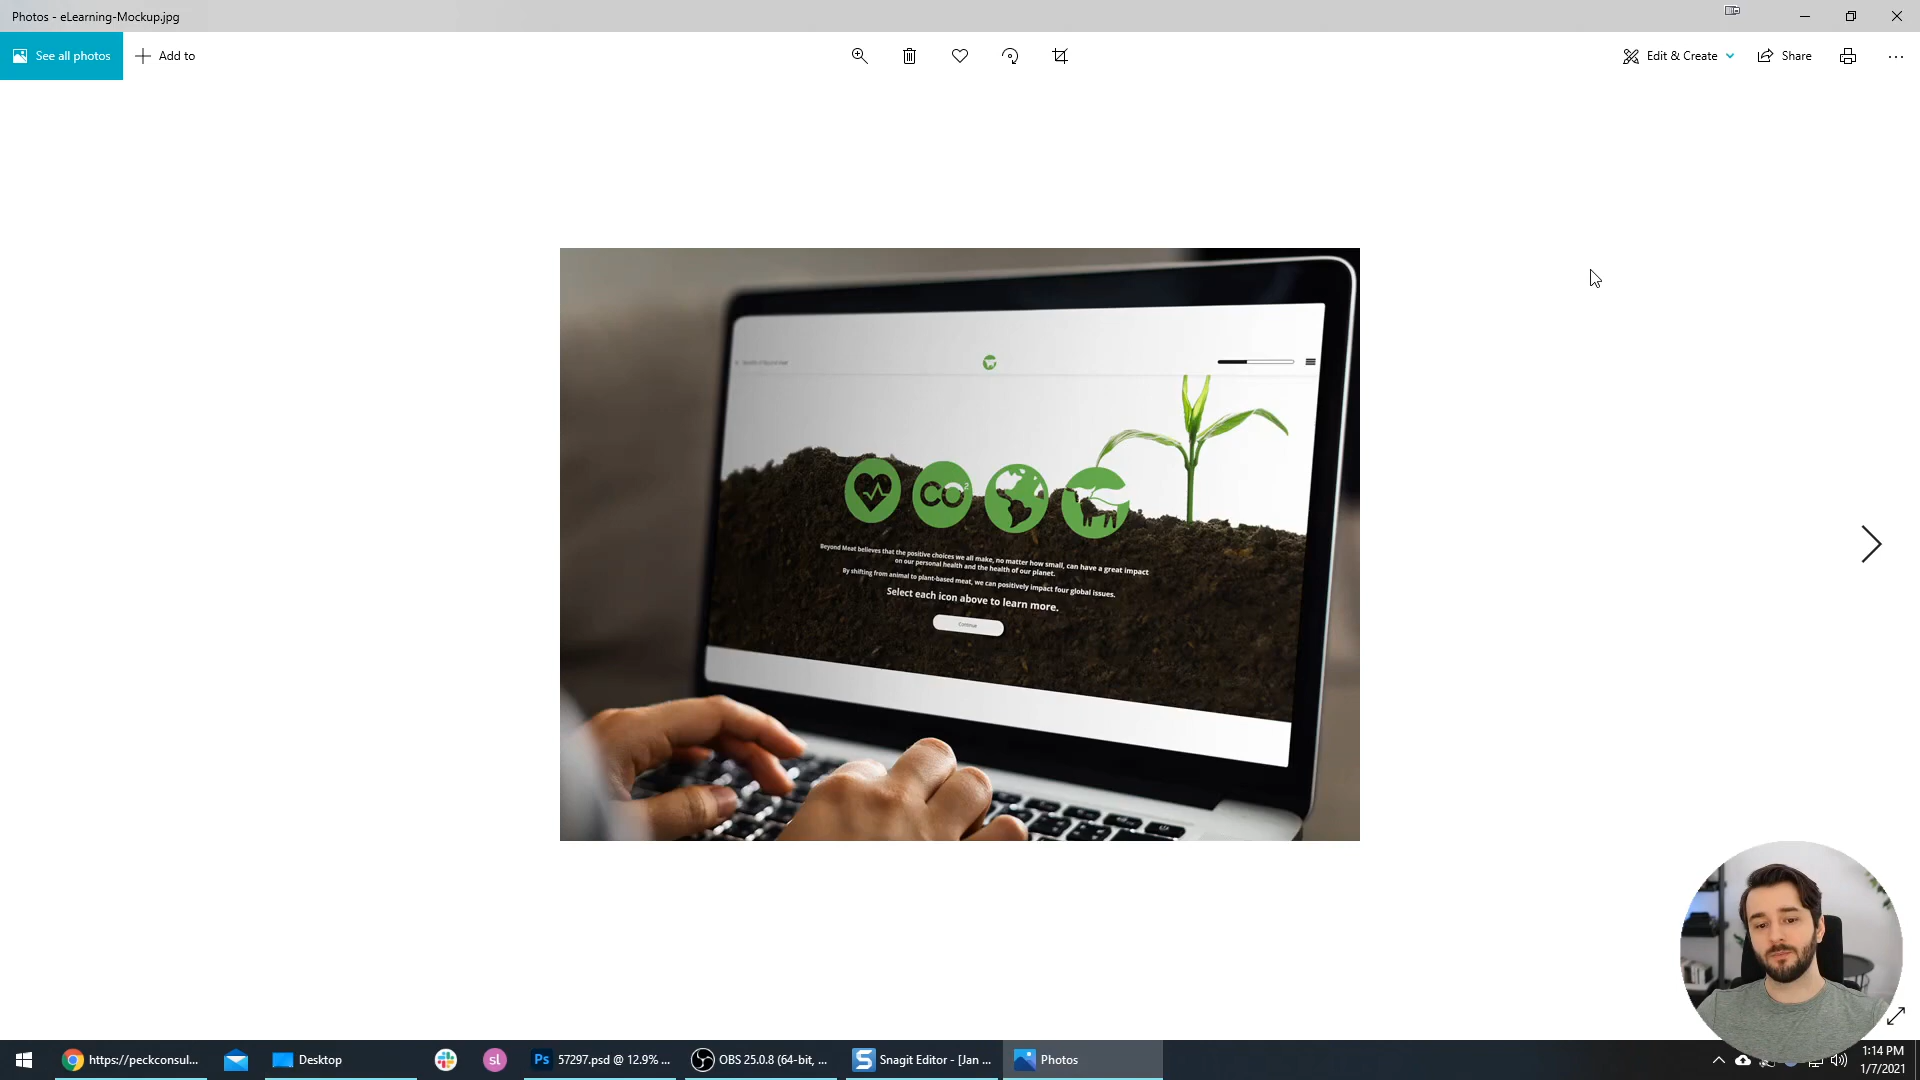 Photos - eLearning-Mockup.jpg
See all photos
Add to
Edit & Create
Share
CO2
Beyond Meat believes that the positive choices we all make, no matter how small, can have a great impact
on our personal health and the health of our planet.
By shifting from animal to plant-based meat, we can positively impact four global issues.
Select each icon above to learn more.
Continue
https://peckconsul...
Desktop
sl
Ps
57297.psd @ 12.9% ...
OBS 25.0.8 (64-bit, ...
S
Snagit Editor - [Jan ...
Photos
1:14 PM
1/7/2021